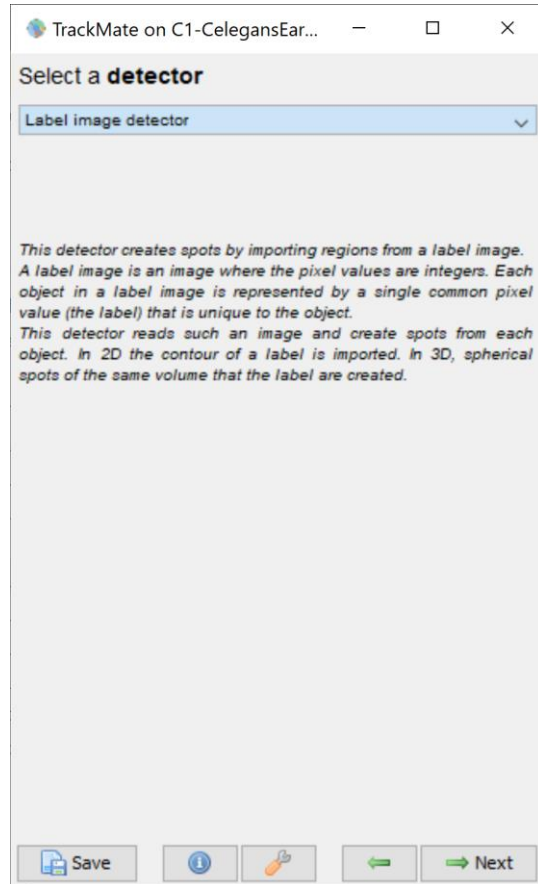 TrackMate on C1-CelegansEar...
Select a detector
Label image detector
This detector creates spots by importing regions from a label image.
A label image is an image where the pixel values are integers. Each
object in a label image is represented by a single common pixel
value (the label) that is unique to the object.
This detector reads such an image and create spots from each
object. In 2D the contour of a label is imported. In 3D, spherical
spots of the same volume that the label are created.
Save
Next